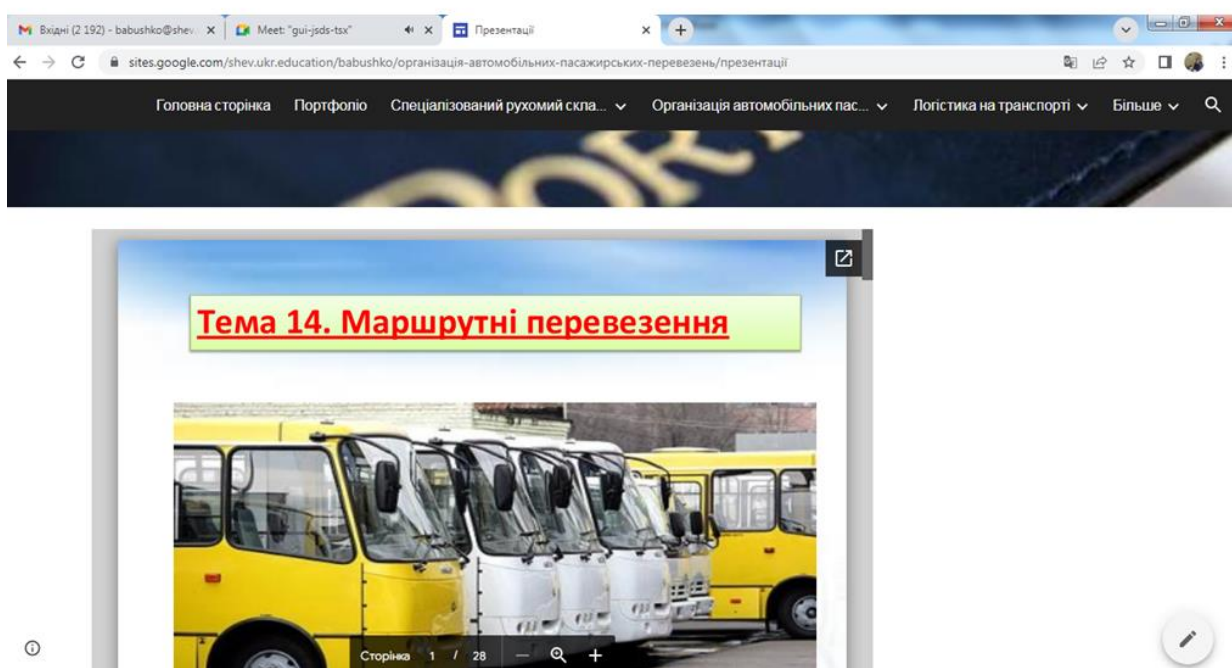 Вхідні (2 192) - babushko@shev.
Meet: "gui-jsds-tsx"
Презентації
sites.google.com/shev.ukr.education/babushko/організація-автомобільних-пасажирських-перевезень/презентації
Головна сторінка Портфоліо Спеціалізований рухомий скла... Організація автомобільних пас... Логістика на транспорті Більше
PORT
Тема 14. Маршрутні перевезення
Сторінка 1 / 28